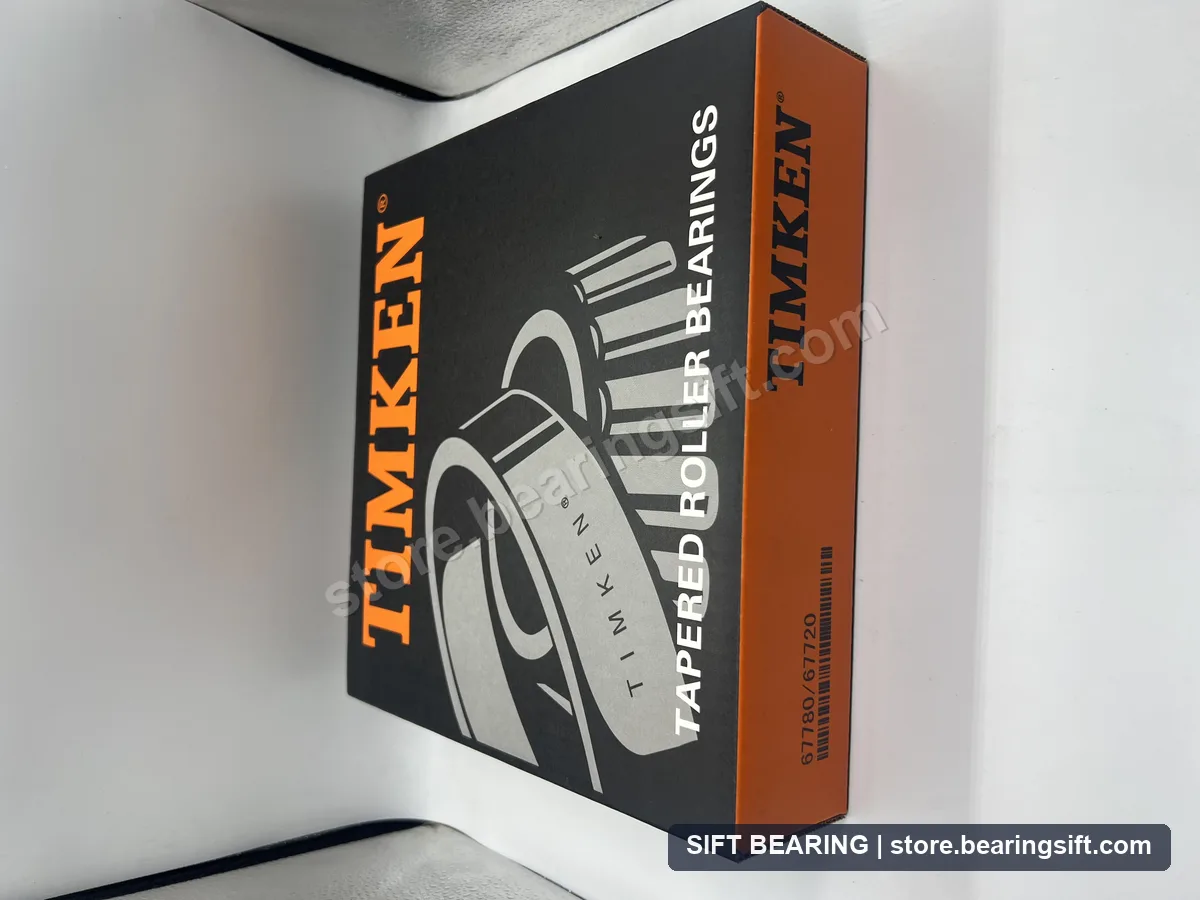 TIMKEN®
TIMKEN®
TAPERED ROLLER BEARINGS
TIMKEN®
67780/67720
store.bearingsift.com
SIFT BEARING | store.bearingsift.com